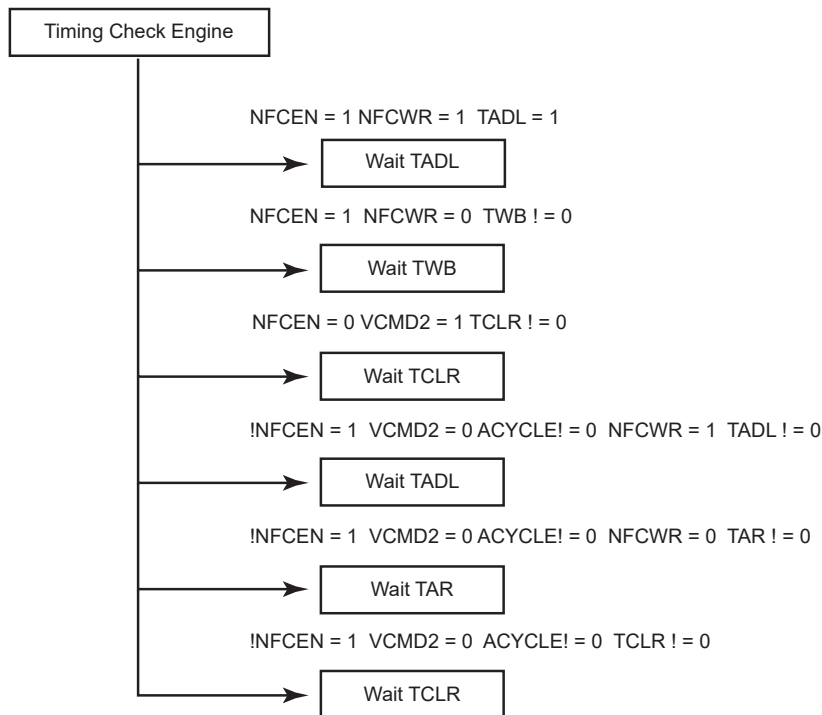 Timing Check Engine
NFCEN = 1 NFCWR = 1 TADL = 1
Wait TADL
NFCEN = 1 NFCWR = 0 TWB ! = 0
Wait TWB
NFCEN = 0 VCMD2 = 1 TCLR ! = 0
Wait TCLR
!NFCEN = 1 VCMD2 = 0 ACYCLE! = 0 NFCWR = 1 TADL ! = 0
Wait TADL
!NFCEN = 1 VCMD2 = 0 ACYCLE! = 0 NFCWR = 0 TAR ! = 0
Wait TAR
!NFCEN = 1 VCMD2 = 0 ACYCLE! = 0 TCLR ! = 0
Wait TCLR